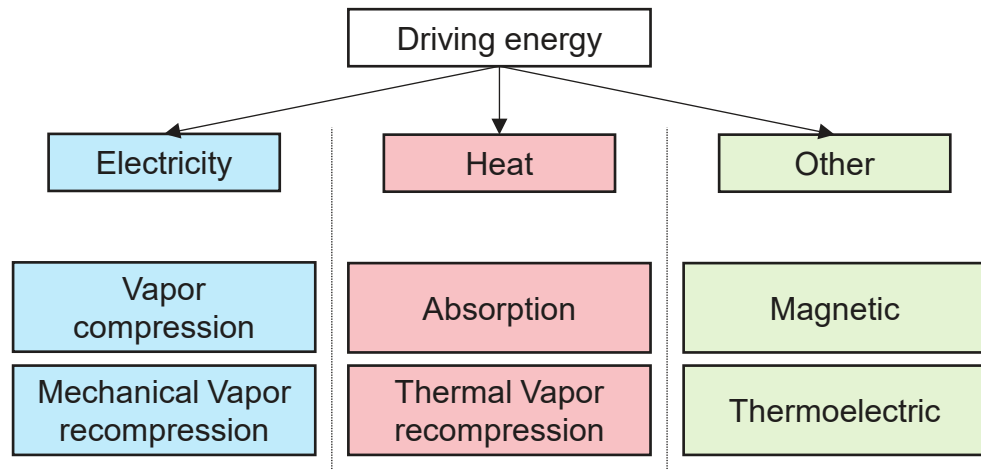 Driving energy
Electricity
Heat
Other
Vapor
compression
Absorption
Magnetic
Mechanical Vapor
recompression
Thermal Vapor
recompression
Thermoelectric